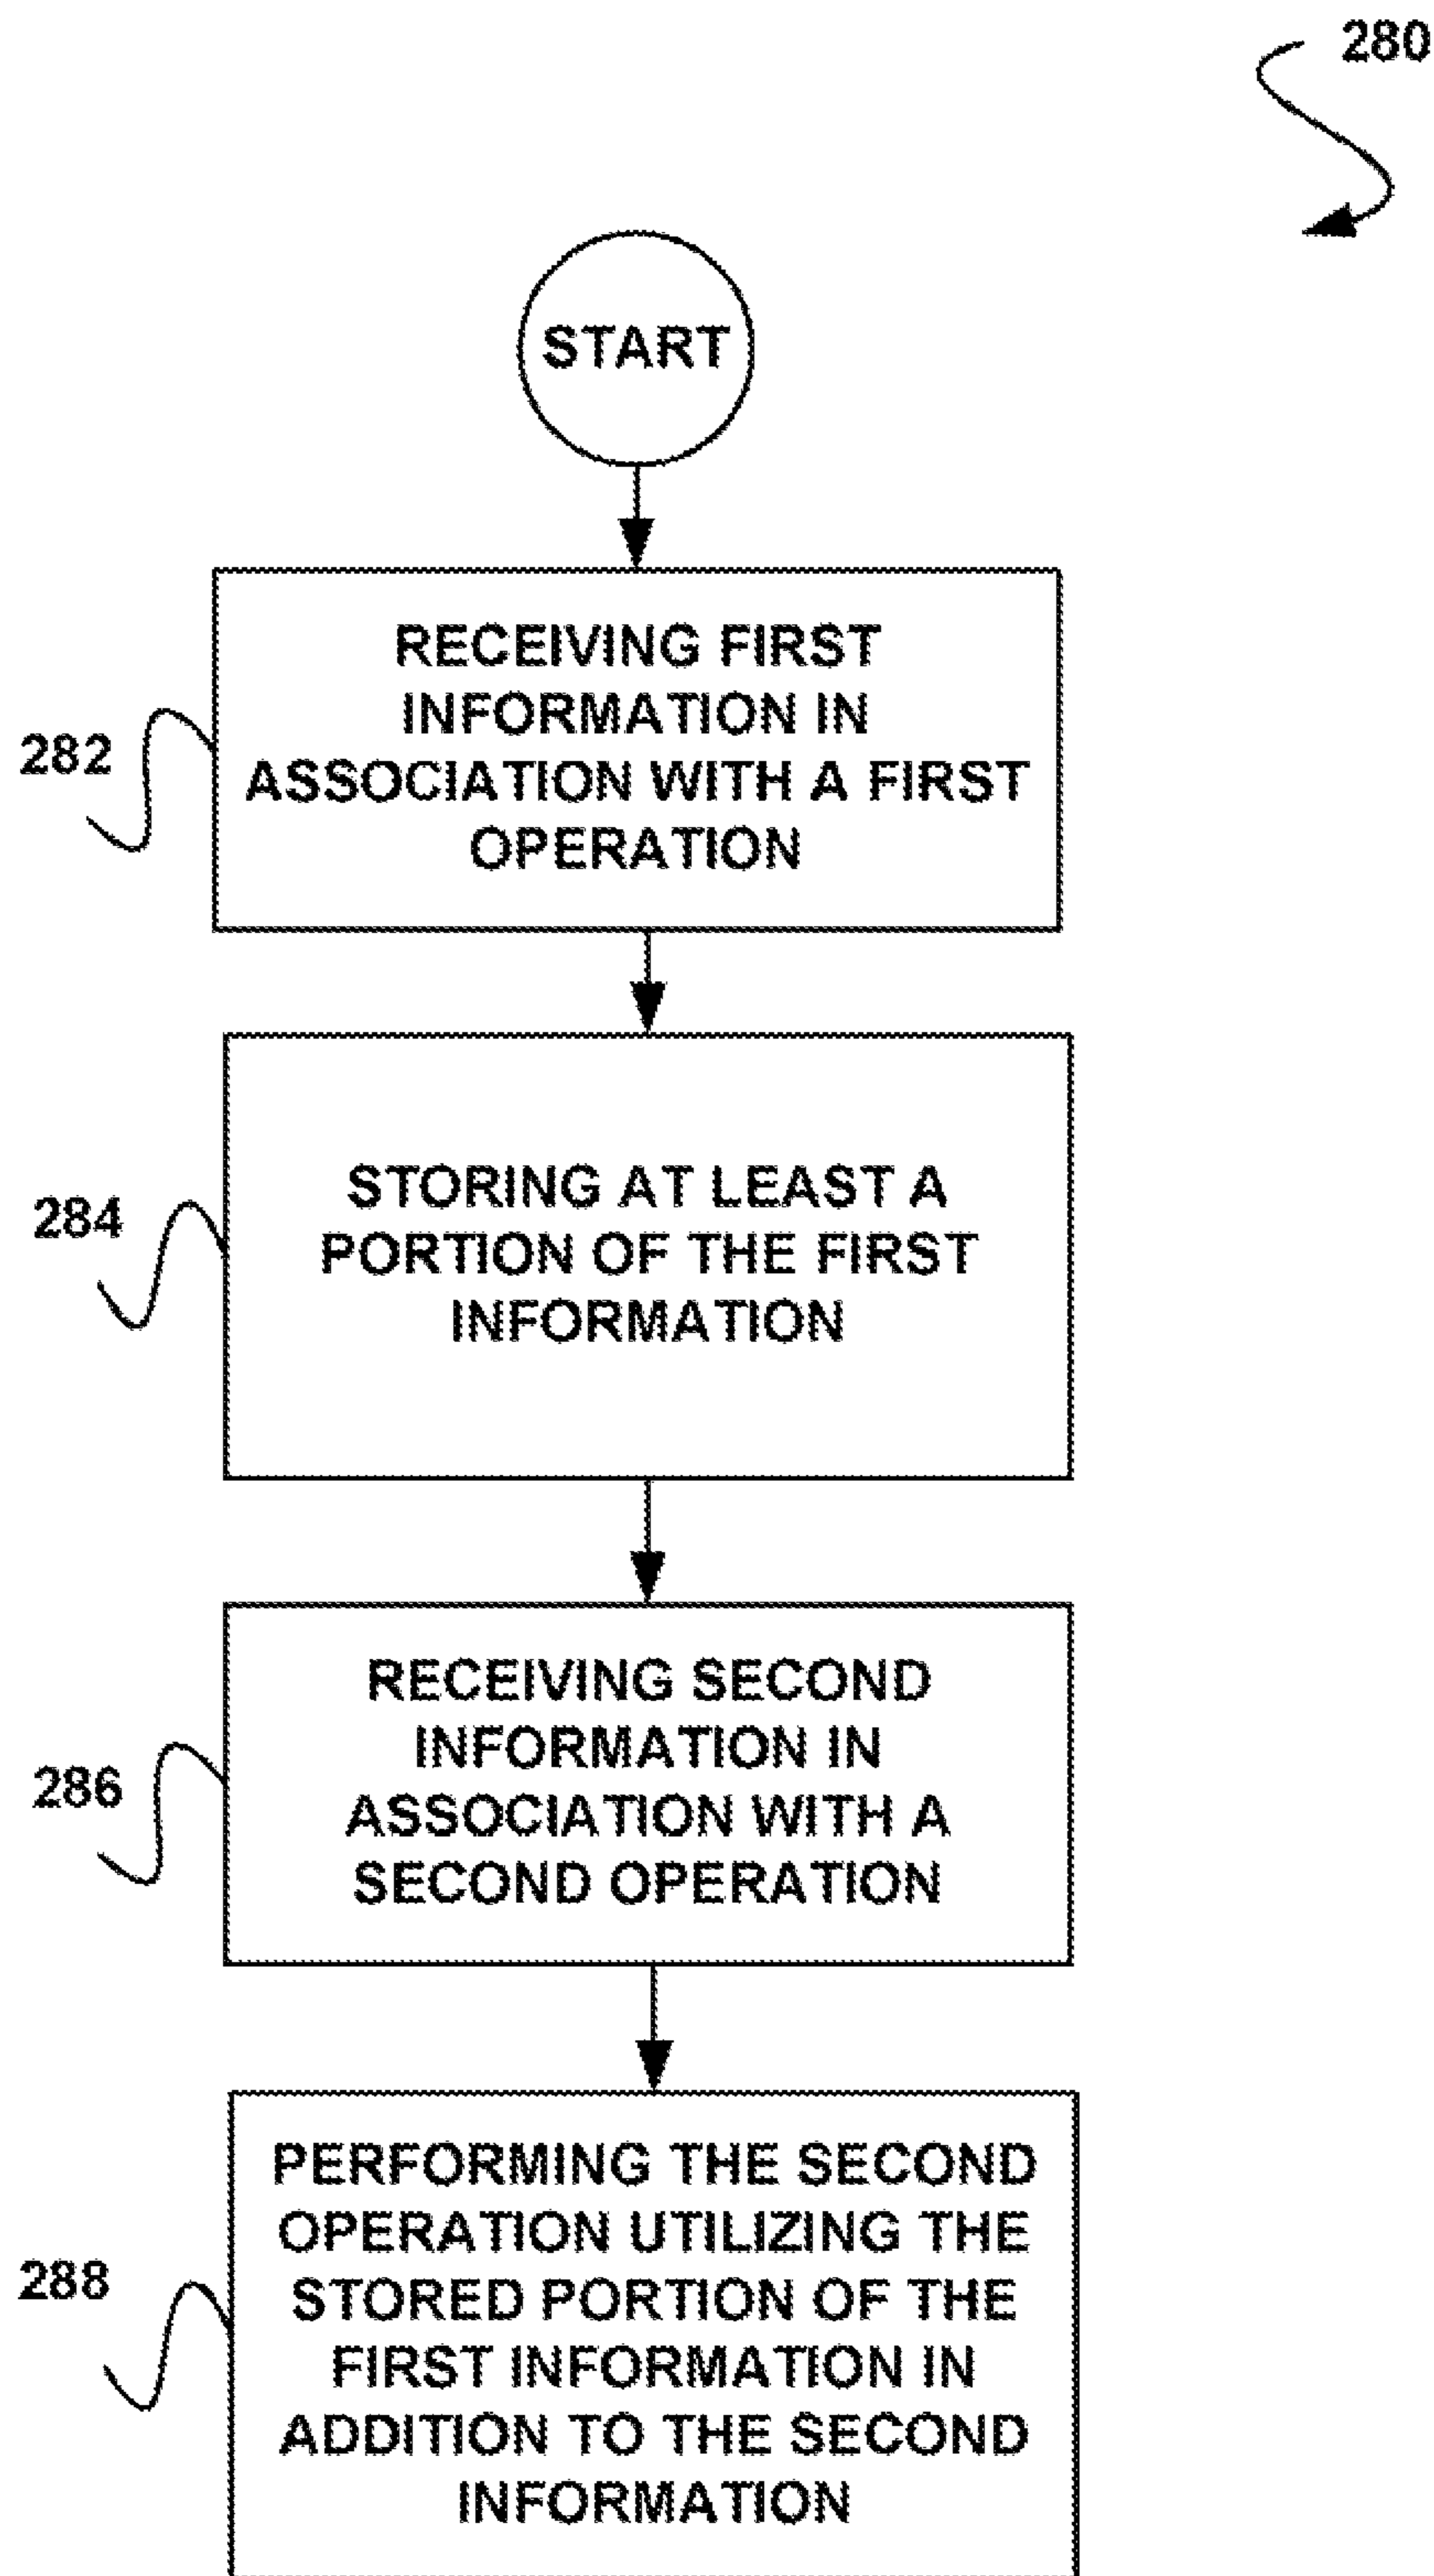 280
START
RECEIVING FIRST
INFORMATION IN
ASSOCIATION WITH A FIRST
OPERATION
282
STORING AT LEAST A
PORTION OF THE FIRST
INFORMATION
284
RECEIVING SECOND
INFORMATION IN
ASSOCIATION WITH A
SECOND OPERATION
286
PERFORMING THE SECOND
OPERATION UTILIZING THE
STORED PORTION OF THE
FIRST INFORMATION IN
ADDITION TO THE SECOND
INFORMATION
288